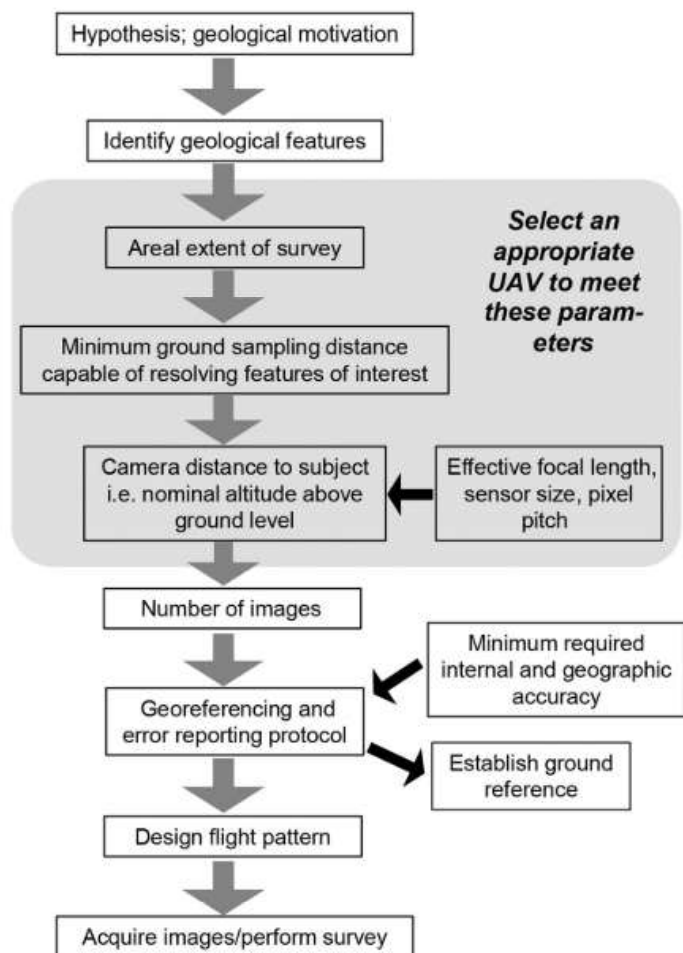 Hypothesis; geological motivation
Identify geological features
Select an
appropriate
UAV to meet
these param-
eters
Areal extent of survey
Minimum ground sampling distance
capable of resolving features of interest
Camera distance to subject
i.e. nominal altitude above
ground level
Effective focal length,
sensor size, pixel
pitch
Number of images
Minimum required
internal and geographic
accuracy
Georeferencing and
error reporting protocol
Establish ground
reference
Design flight pattern
Acquire images/perform survey